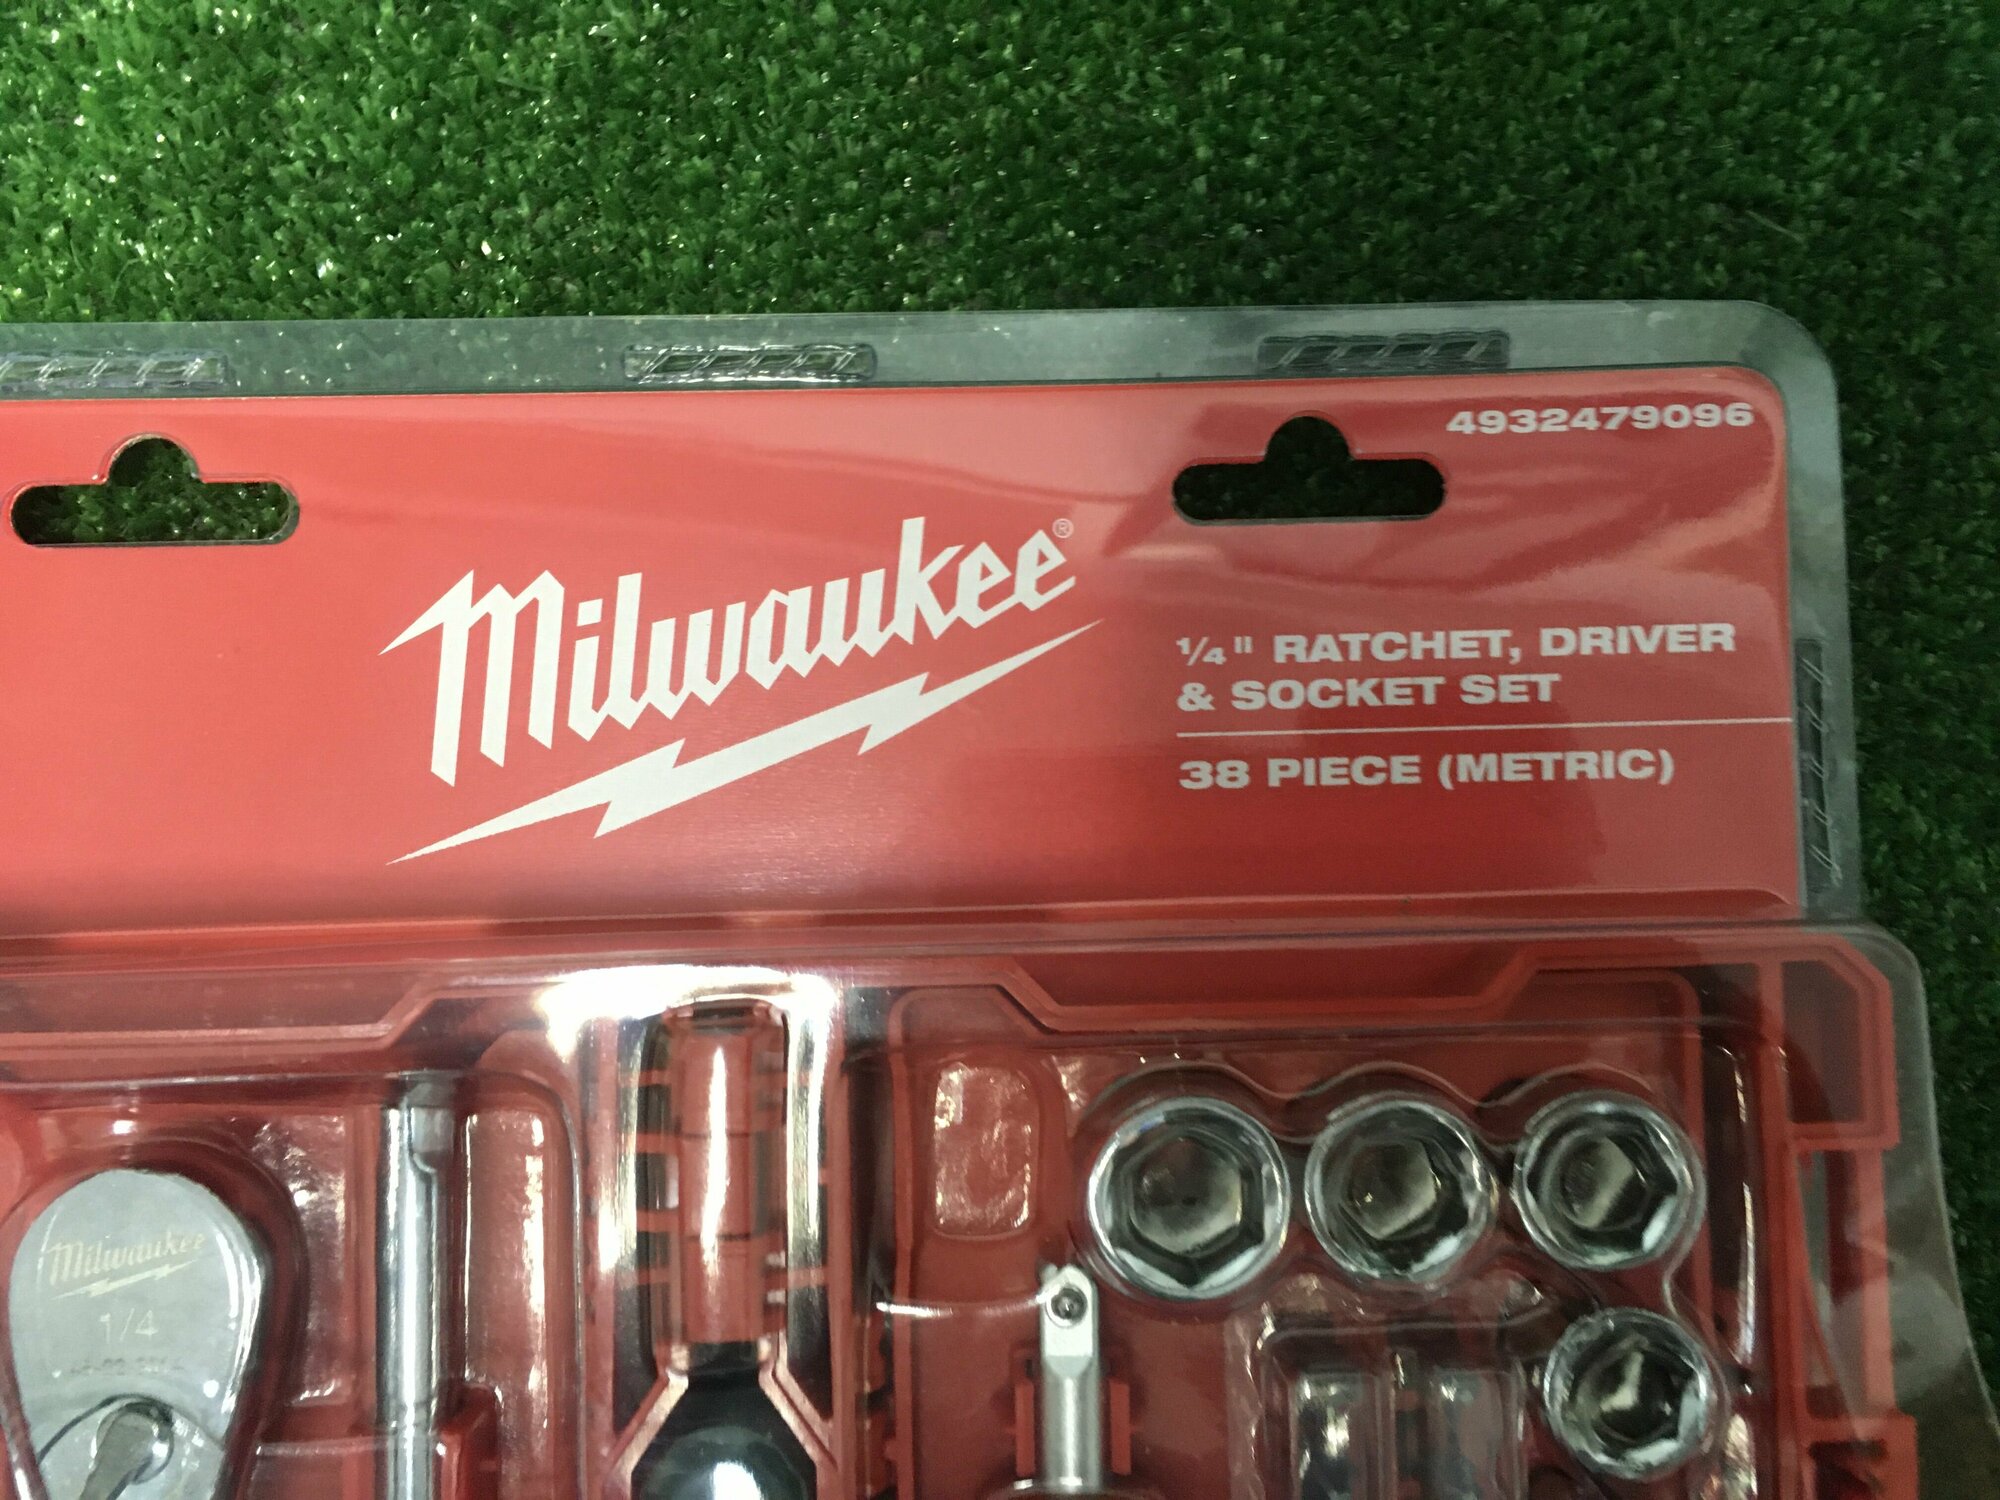 4932479096
Milwaukee®
1/4" RATCHET, DRIVER
& SOCKET SET
38 PIECE (METRIC)
Milwaukee
1/4